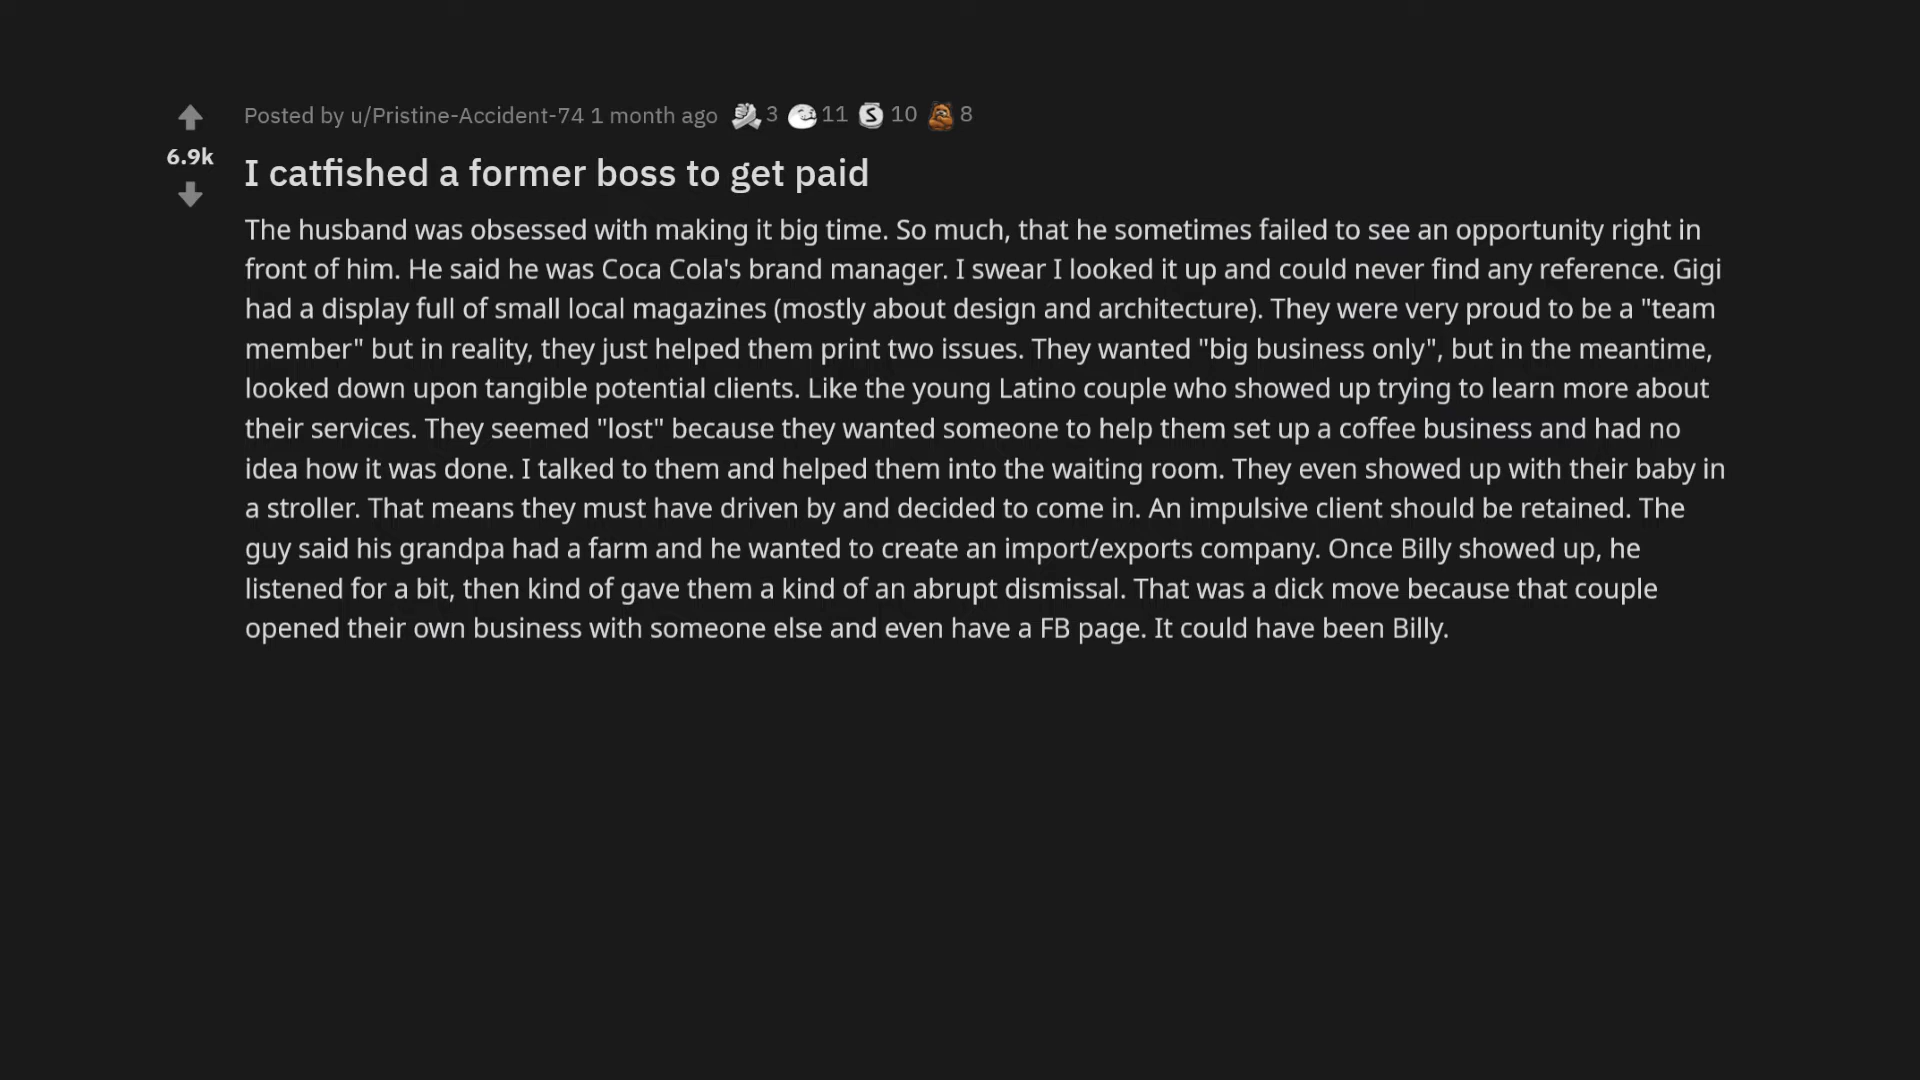 Posted by u/Pristine-Accident-74 1 month ago 3 11 S 10 8
6.9k
I catfished a former boss to get paid
The husband was obsessed with making it big time. So much, that he sometimes failed to see an opportunity right in
front of him. He said he was Coca Cola's brand manager. I swear I looked it up and could never find any reference. Gigi
had a display full of small local magazines (mostly about design and architecture). They were very proud to be a "team
member" but in reality, they just helped them print two issues. They wanted "big business only", but in the meantime,
looked down upon tangible potential clients. Like the young Latino couple who showed up trying to learn more about
their services. They seemed "lost" because they wanted someone to help them set up a coffee business and had no
idea how it was done. I talked to them and helped them into the waiting room. They even showed up with their baby in
a stroller. That means they must have driven by and decided to come in. An impulsive client should be retained. The
guy said his grandpa had a farm and he wanted to create an import/exports company. Once Billy showed up, he
listened for a bit, then kind of gave them a kind of an abrupt dismissal. That was a dick move because that couple
opened their own business with someone else and even have a FB page. It could have been Billy.